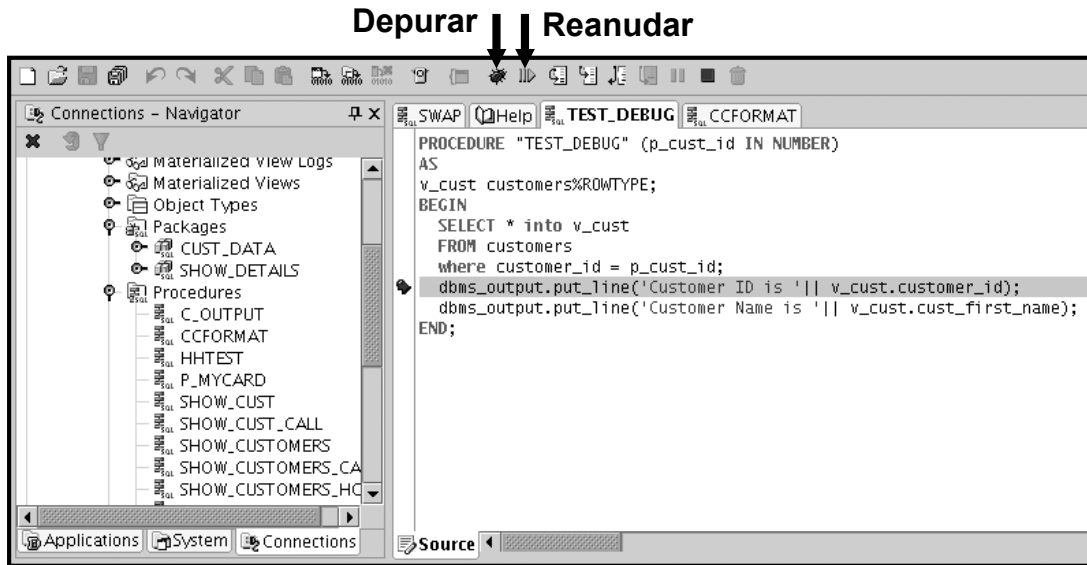 Depurar Reanudar
Connections - Navigator
Materialized View Logs
Materialized Views
Object Types
Packages
CUST_DATA
SHOW_DETAILS
Procedures
C_OUTPUT
CCFORMAT
HHTEST
P_MYCARD
SHOW_CUST
SHOW_CUST_CALL
SHOW_CUSTOMERS
SHOW_CUSTOMERS_CA
SHOW_CUSTOMERS_HO
Applications System Connections
SWAP Help TEST_DEBUG CCFORMAT
PROCEDURE "TEST_DEBUG" (p_cust_id IN NUMBER)
AS
v_cust customers%ROWTYPE;
BEGIN
SELECT * into v_cust
FROM customers
where customer_id = p_cust_id;
dbms_output.put_line('Customer ID is '|| v_cust.customer_id);
dbms_output.put_line('Customer Name is '|| v_cust.cust_first_name);
END;
Source